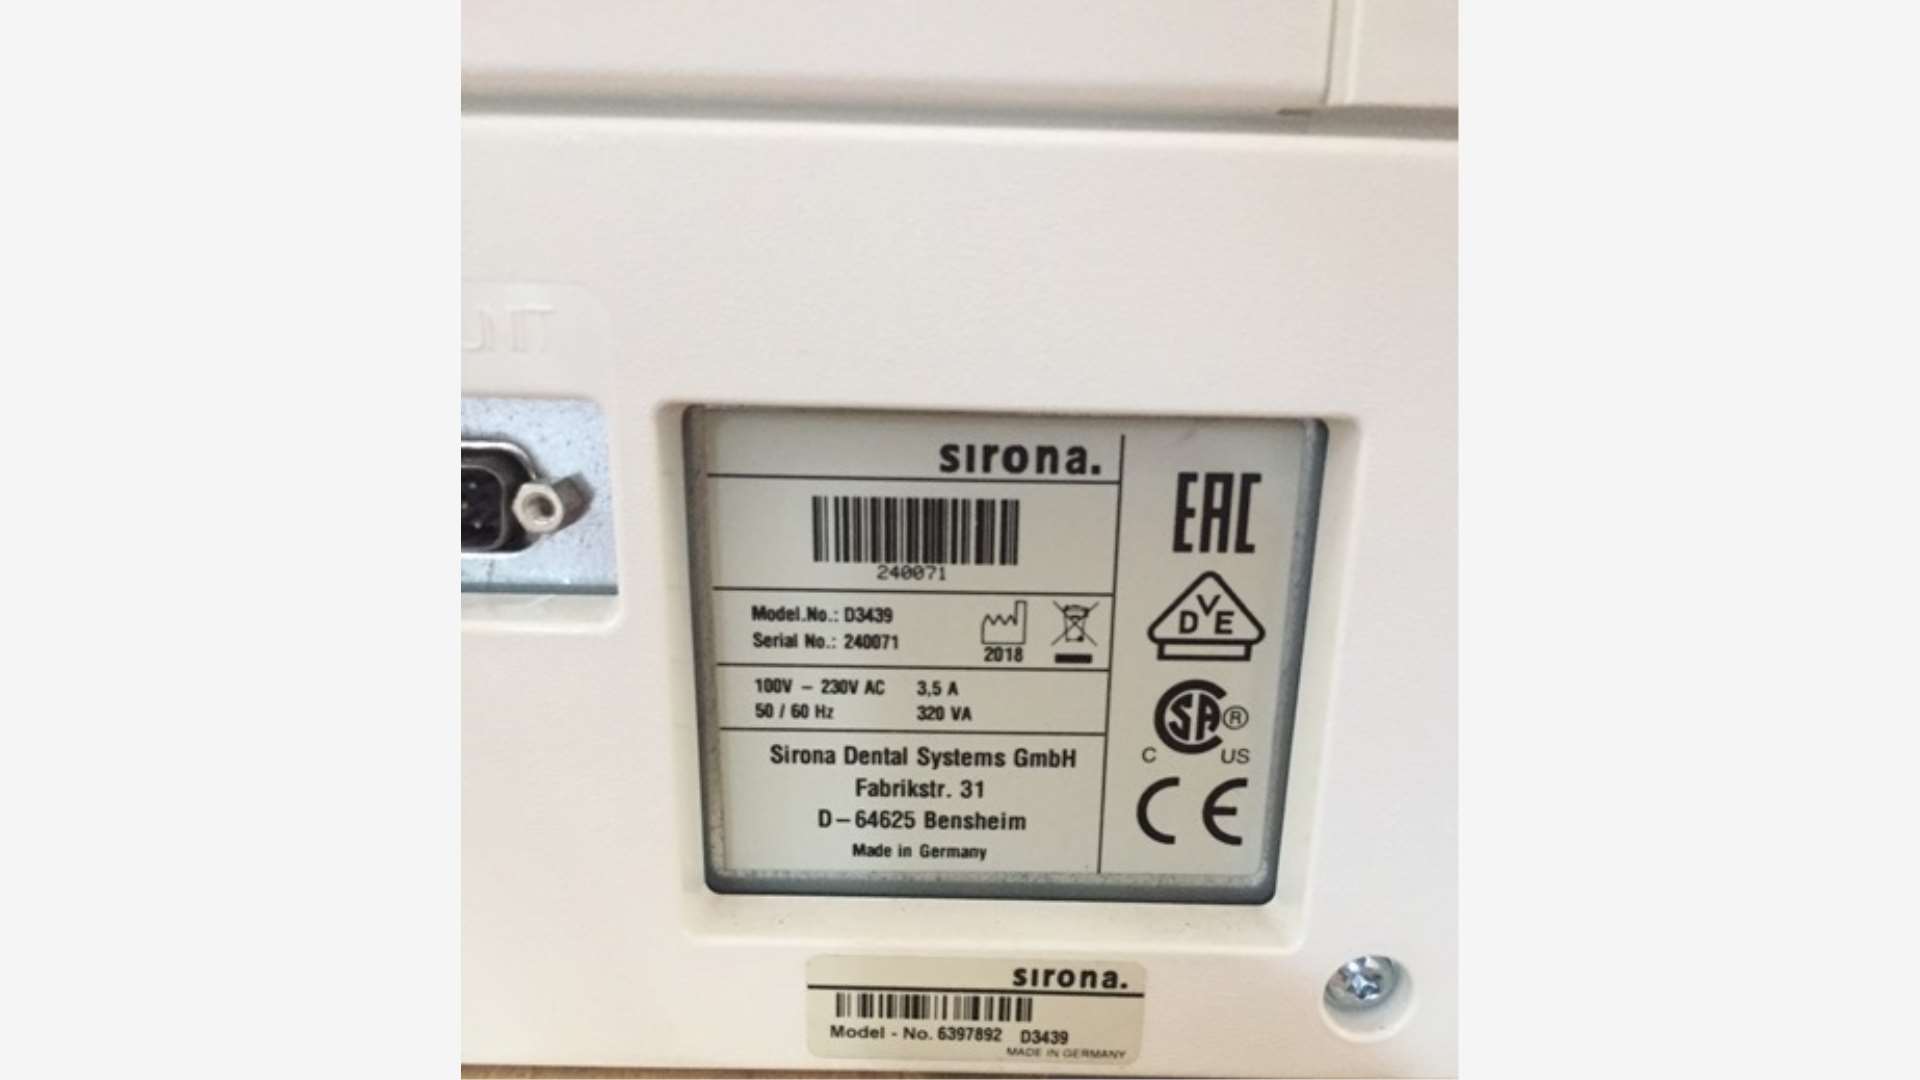 sirona.
240071
Model.No.: D3439
Serial No.: 240071
2018
100V – 230V AC 3,5 A
50 / 60 Hz 320 VA
Sirona Dental Systems GmbH
Fabrikstr. 31
D – 64625 Bensheim
Made in Germany
EAC
DVE
CSA®
C US
CE
sirona.
Model - No. 6397892 D3439
MADE IN GERMANY